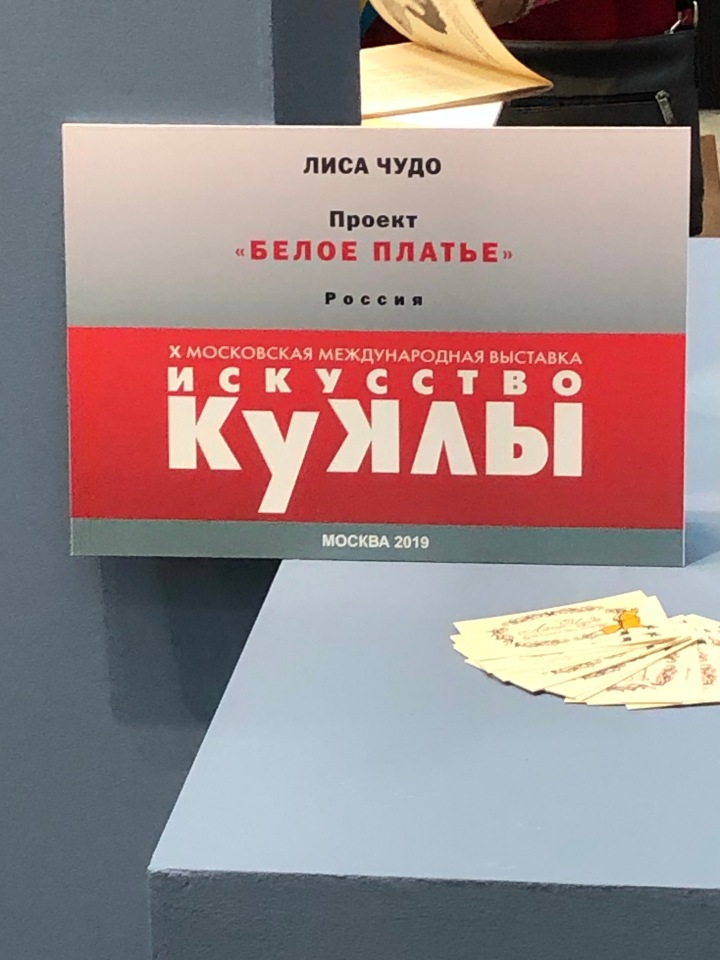 ЛИСА ЧУДО
Проект
«БЕЛОЕ ПЛАТЬЕ»
Россия
X МОСКОВСКАЯ МЕЖДУНАРОДНАЯ ВЫСТАВКА
ИСКУССТВО
КуКЛЫ
МОСКВА 2019